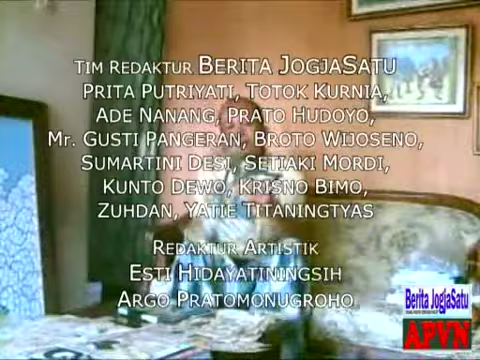 TIM REDAKTUR BERITA JOGJASATU
PRITA PUTRIYATI, TOTOK KURNIA,
ADE NANANG, PRATO HUDOYO,
MR. GUSTI PANGERAN, BROTO WIJOSENO,
SUMARTINI DESI, SETIAKI MORDI,
KUNTO DEWO, KRISNO BIMO,
ZUHDAN, YATIE TITANINGTYAS
REDAKTUR ARTISTIK
ESTI HIDAYATININGSIH
ARGO PRATOMONUGROHO
Berita JogjaSatu
APVN